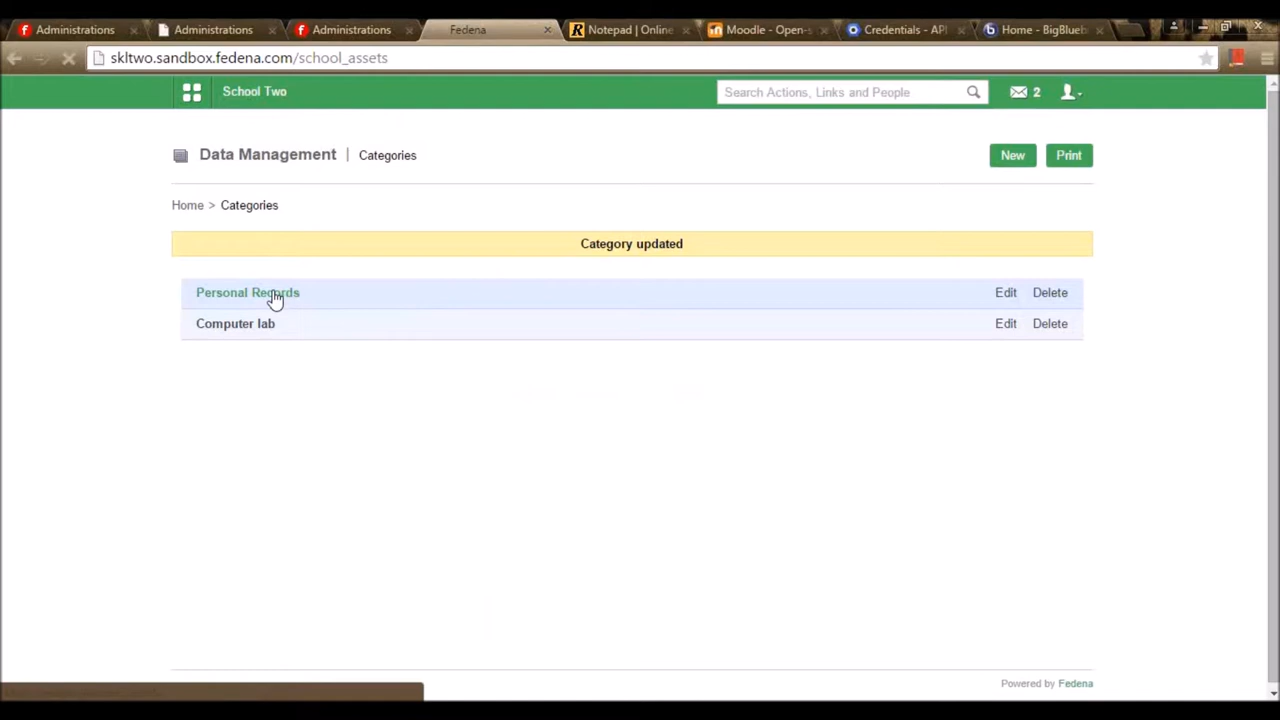 Administrations
Administrations
Administrations
Fedena
Notepad | Online
Moodle - Open-s
Credentials - API
Home - BigBlueb
skltwo.sandbox.fedena.com/school_assets
School Two
Search Actions, Links and People
2
Data Management | Categories
New
Print
Home > Categories
Category updated
Personal Records
Edit
Delete
Computer lab
Edit
Delete
Powered by Fedena